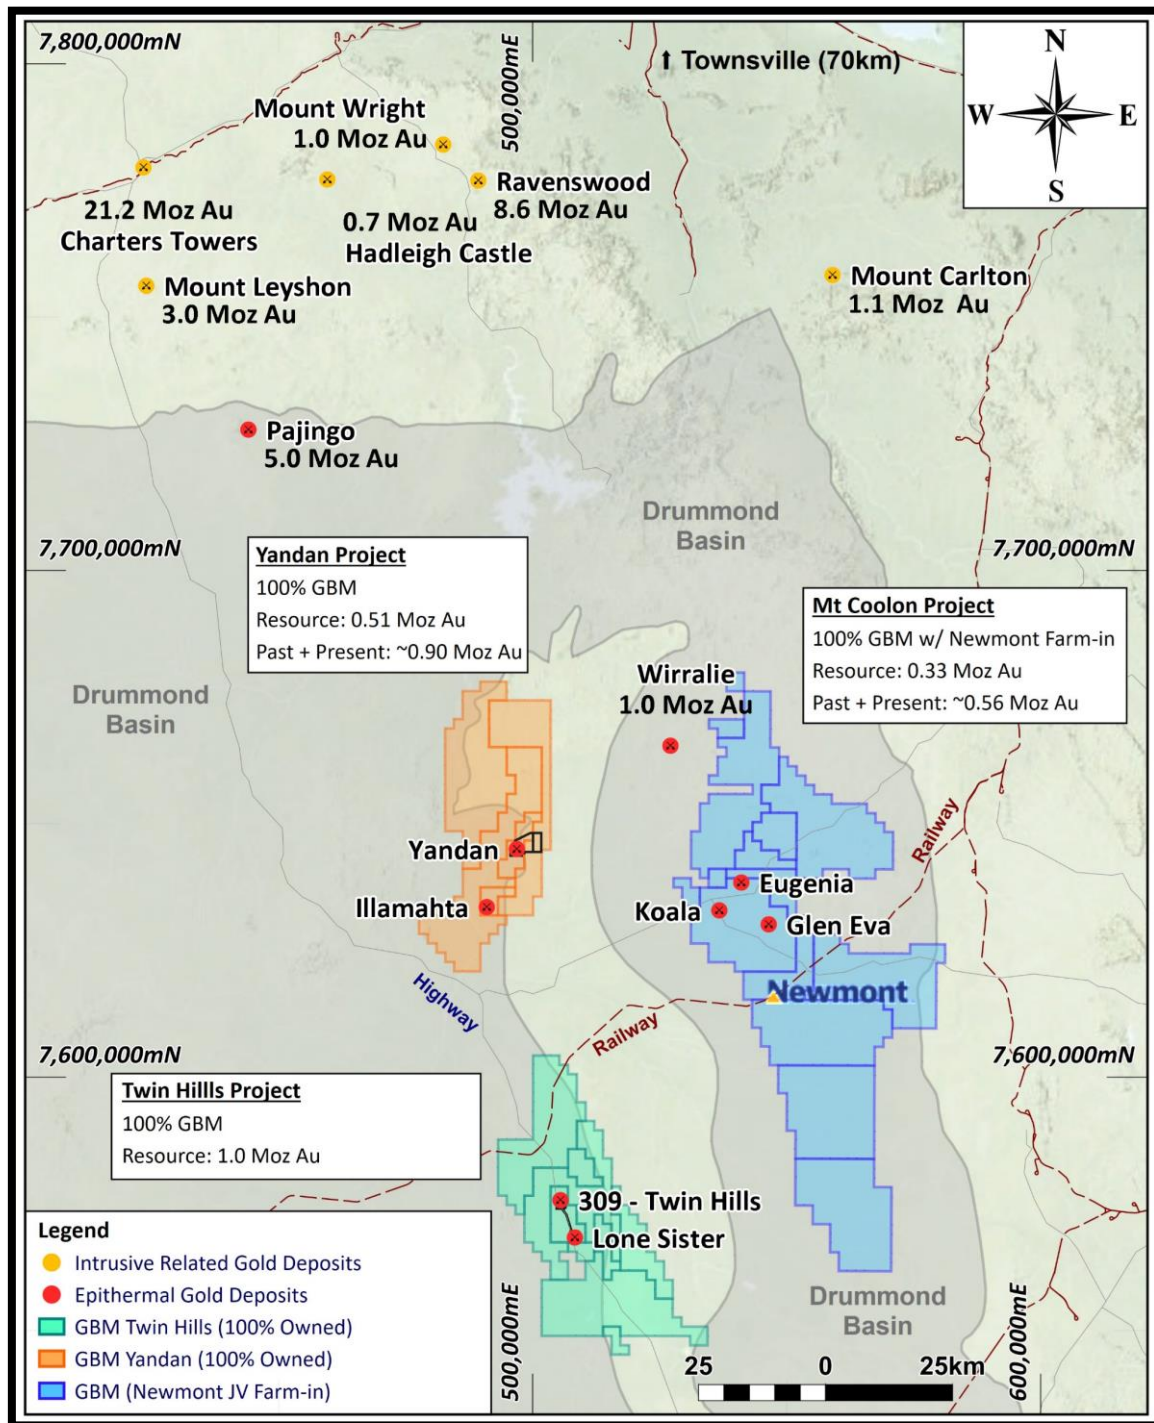 7,800,000mN
500,000mE
↑ Townsville (70km)
N
W
E
S
Mount Wright
1.0 Moz Au
Ravenswood
8.6 Moz Au
21.2 Moz Au
Charters Towers
0.7 Moz Au
Hadleigh Castle
Mount Leyshon
3.0 Moz Au
Mount Carlton
1.1 Moz Au
Pajingo
5.0 Moz Au
Drummond
Basin
7,700,000mN
7,700,000mN
Yandan Project
100% GBM
Resource: 0.51 Moz Au
Past + Present: ~0.90 Moz Au
Mt Coolon Project
100% GBM w/ Newmont Farm-in
Resource: 0.33 Moz Au
Past + Present: ~0.56 Moz Au
Drummond
Basin
Wirralie
1.0 Moz Au
Railway
Yandan
Illamahta
Eugenia
Koala
Glen Eva
Highway
Newmont
Railway
7,600,000mN
7,600,000mN
Twin Hillls Project
100% GBM
Resource: 1.0 Moz Au
309 - Twin Hills
Lone Sister
Legend
Intrusive Related Gold Deposits
Epithermal Gold Deposits
GBM Twin Hills (100% Owned)
GBM Yandan (100% Owned)
GBM (Newmont JV Farm-in)
500,000mE
Drummond
Basin
600,000mE
25 0 25km